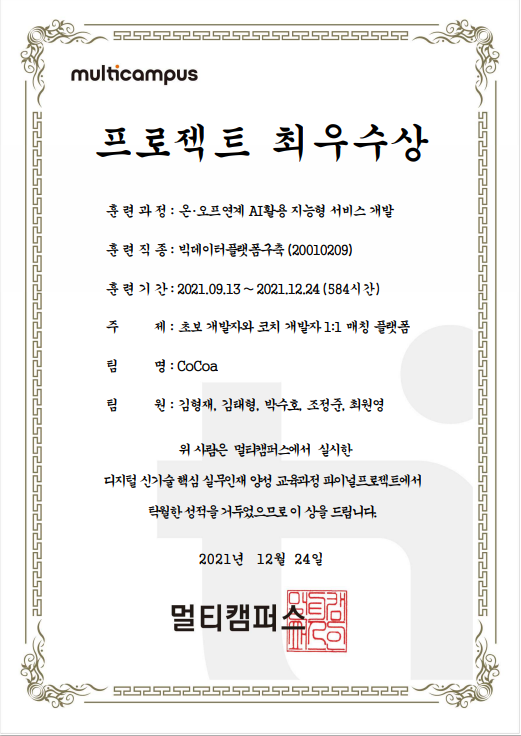 multicampus
프로젝트 최우수상
훈 련 과 정 : 온·오프연계 AI활용 지능형 서비스 개발
훈 련 직 종 : 빅데이터플랫폼구축 (20010209)
훈 련 기 간 : 2021.09.13 ~ 2021.12.24 (584시간)
주 제 : 초보 개발자와 코치 개발자 1:1 매칭 플랫폼
팀 명 : CoCoa
팀 원 : 김형재, 김태형, 박수호, 조정준, 최원영
위 사람은 멀티캠퍼스에서 실시한
디지털 신기술 핵심 실무인재 양성 교육과정 파이널프로젝트에서
탁월한 성적을 거두었으므로 이 상을 드립니다.
2021년 12월 24일
멀티캠퍼스